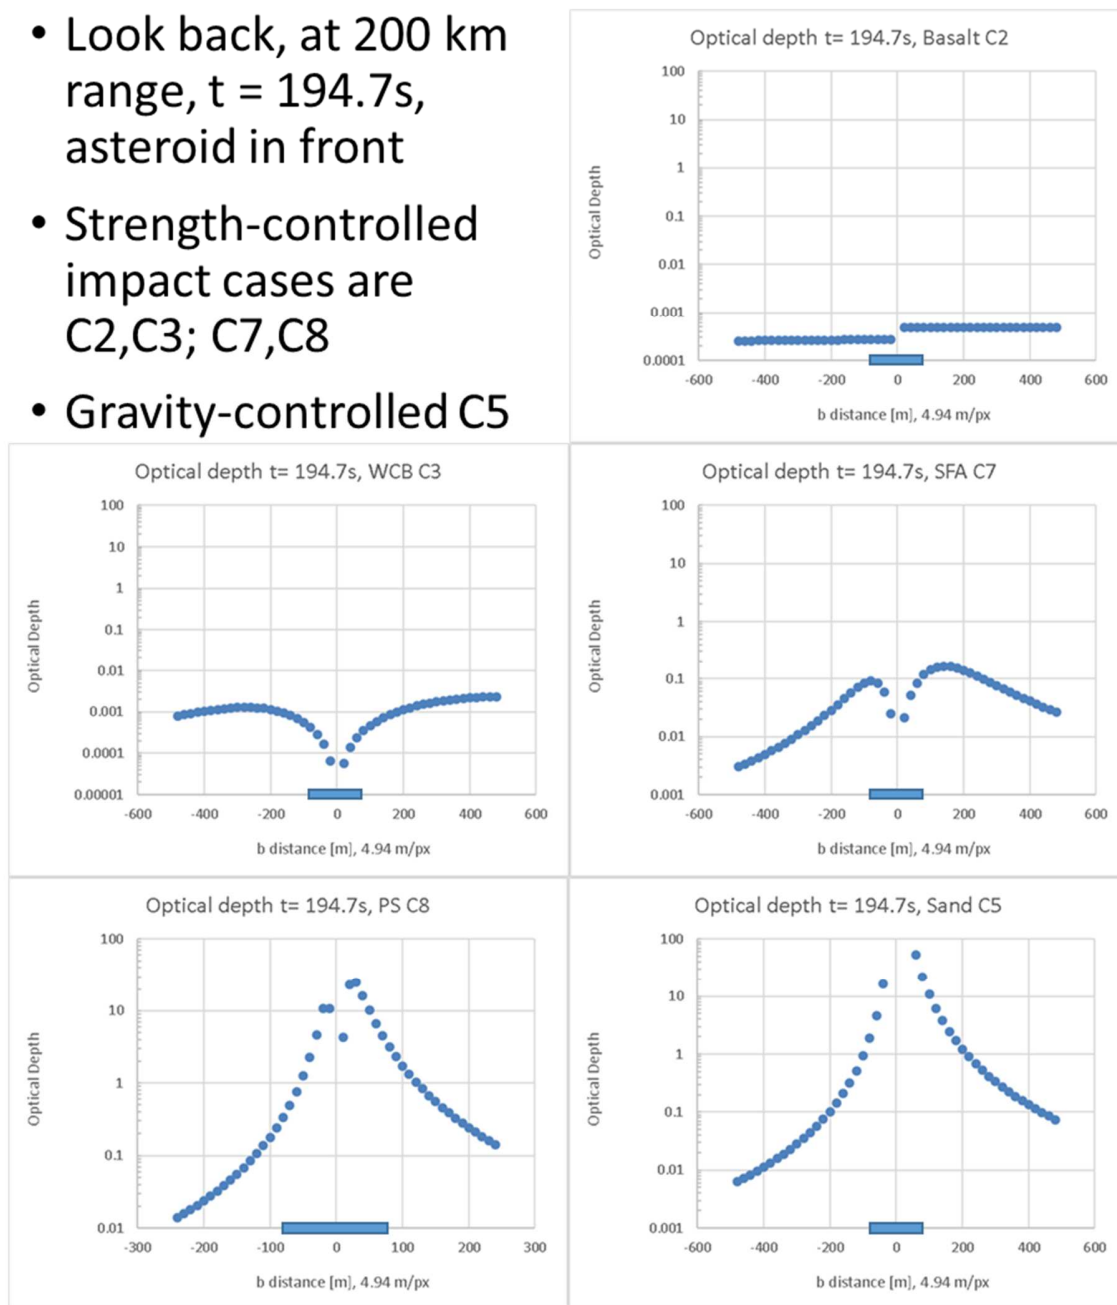 • Look back, at 200 km
range, t = 194.7s,
asteroid in front
• Strength-controlled
impact cases are
C2,C3; C7,C8
• Gravity-controlled C5
Optical depth t= 194.7s, Basalt C2
100
10
1
0.1
0.01
0.001
0.0001
Optical Depth
-600 -400 -200 0 200 400 600
b distance [m], 4.94 m/px
Optical depth t= 194.7s, WCB C3
100
10
1
0.1
0.01
0.001
0.0001
0.00001
Optical Depth
-600 -400 -200 0 200 400 600
b distance [m], 4.94 m/px
Optical depth t= 194.7s, SFA C7
100
10
1
0.1
0.01
0.001
Optical Depth
-600 -400 -200 0 200 400 600
b distance [m], 4.94 m/px
Optical depth t= 194.7s, PS C8
100
10
1
0.1
0.01
Optical Depth
-300 -200 -100 0 100 200 300
b distance [m], 4.94 m/px
Optical depth t= 194.7s, Sand C5
100
10
1
0.1
0.01
0.001
Optical Depth
-600 -400 -200 0 200 400 600
b distance [m], 4.94 m/px